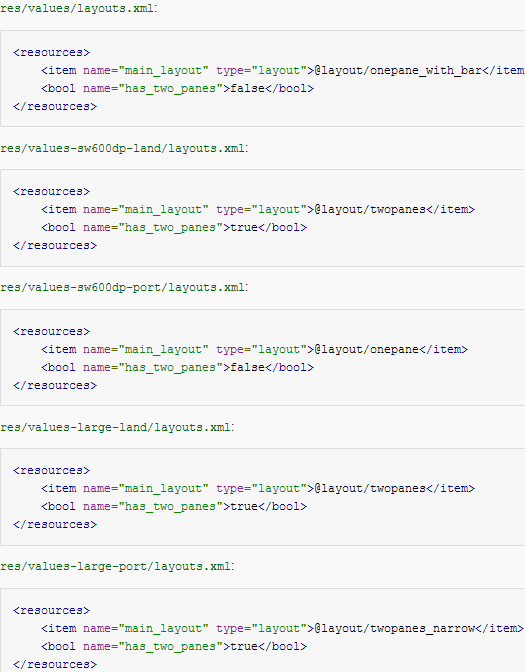 res/values/layouts.xml:
<resources>
    <item name="main_layout" type="layout">@layout/onepane_with_bar</item
    <bool name="has_two_panes">false</bool>
</resources>
res/values-sw600dp-land/layouts.xml:
<resources>
    <item name="main_layout" type="layout">@layout/twopanes</item>
    <bool name="has_two_panes">true</bool>
</resources>
res/values-sw600dp-port/layouts.xml:
<resources>
    <item name="main_layout" type="layout">@layout/onepane</item>
    <bool name="has_two_panes">false</bool>
</resources>
res/values-large-land/layouts.xml:
<resources>
    <item name="main_layout" type="layout">@layout/twopanes</item>
    <bool name="has_two_panes">true</bool>
</resources>
res/values-large-port/layouts.xml:
<resources>
    <item name="main_layout" type="layout">@layout/twopanes_narrow</item>
    <bool name="has_two_panes">true</bool>
</resources>